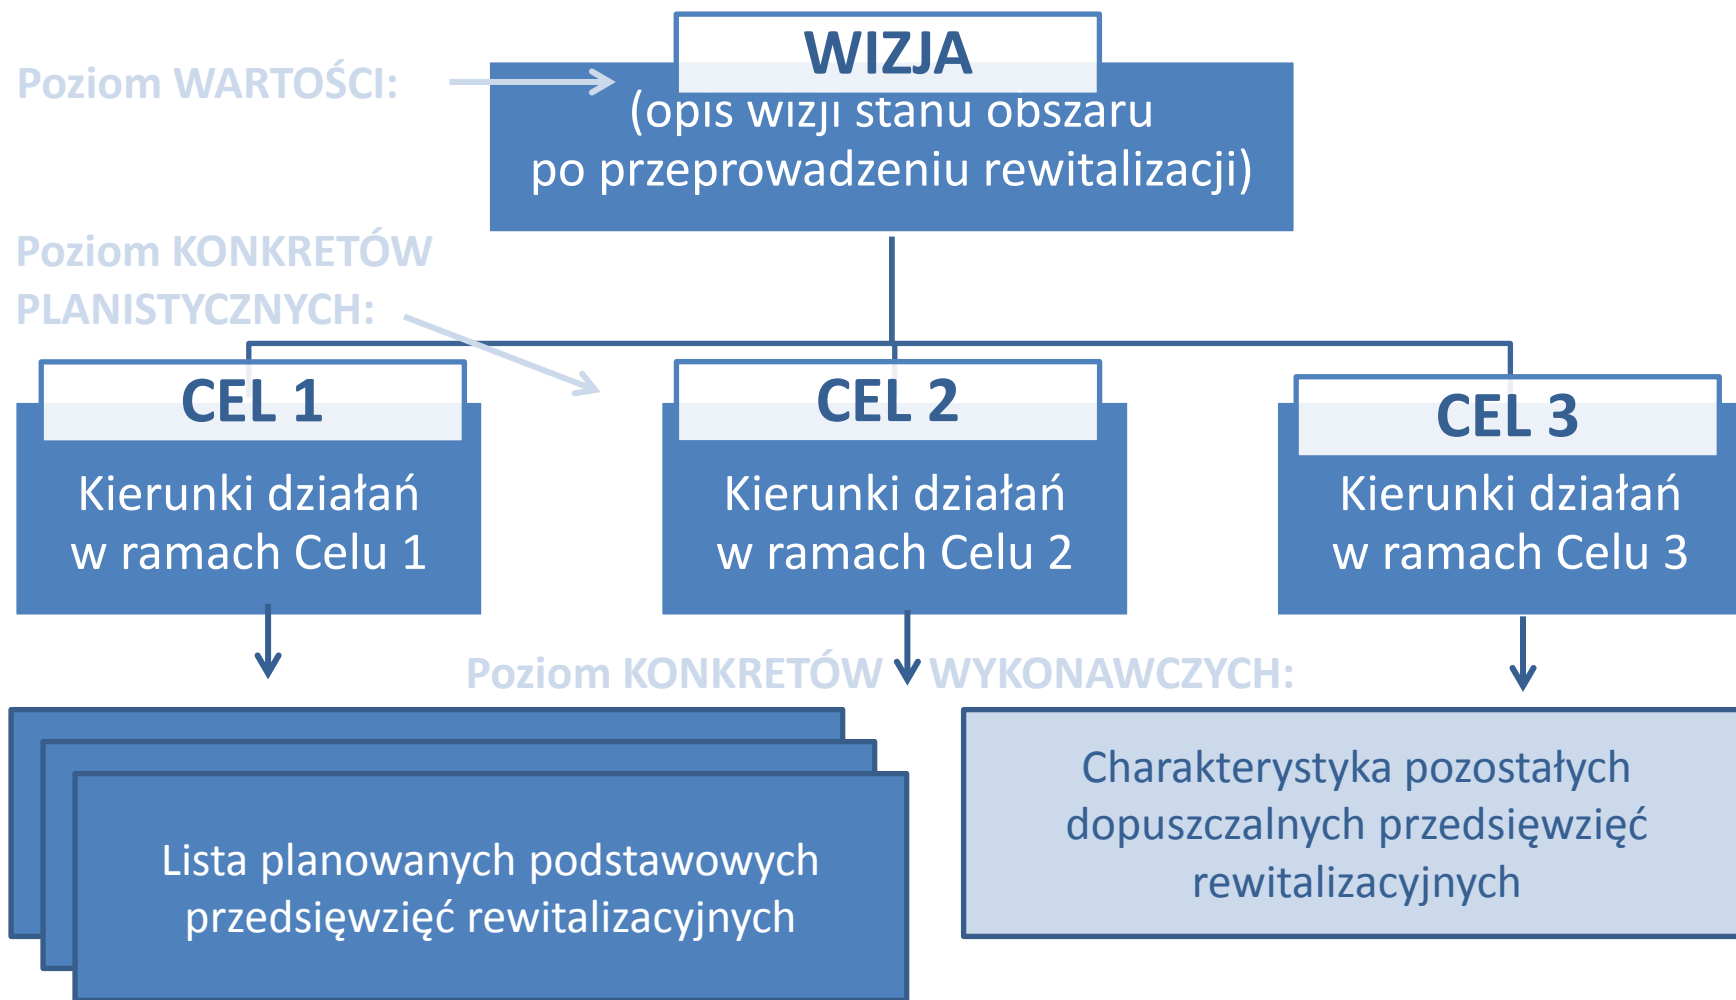 WIZJA
Poziom WARTOŚCI:
(opis wizji stanu obszaru
po przeprowadzeniu rewitalizacji)
Poziom KONKRETÓW
PLANISTYCZNYCH:
CEL 1
Kierunki działań
w ramach Celu 1
CEL 2
Kierunki działań
w ramach Celu 2
CEL 3
Kierunki działań
w ramach Celu 3
Poziom KONKRETÓW WYKONAWCZYCH:
Lista planowanych podstawowych
przedsięwzięć rewitalizacyjnych
Charakterystyka pozostałych
dopuszczalnych przedsięwzięć
rewitalizacyjnych